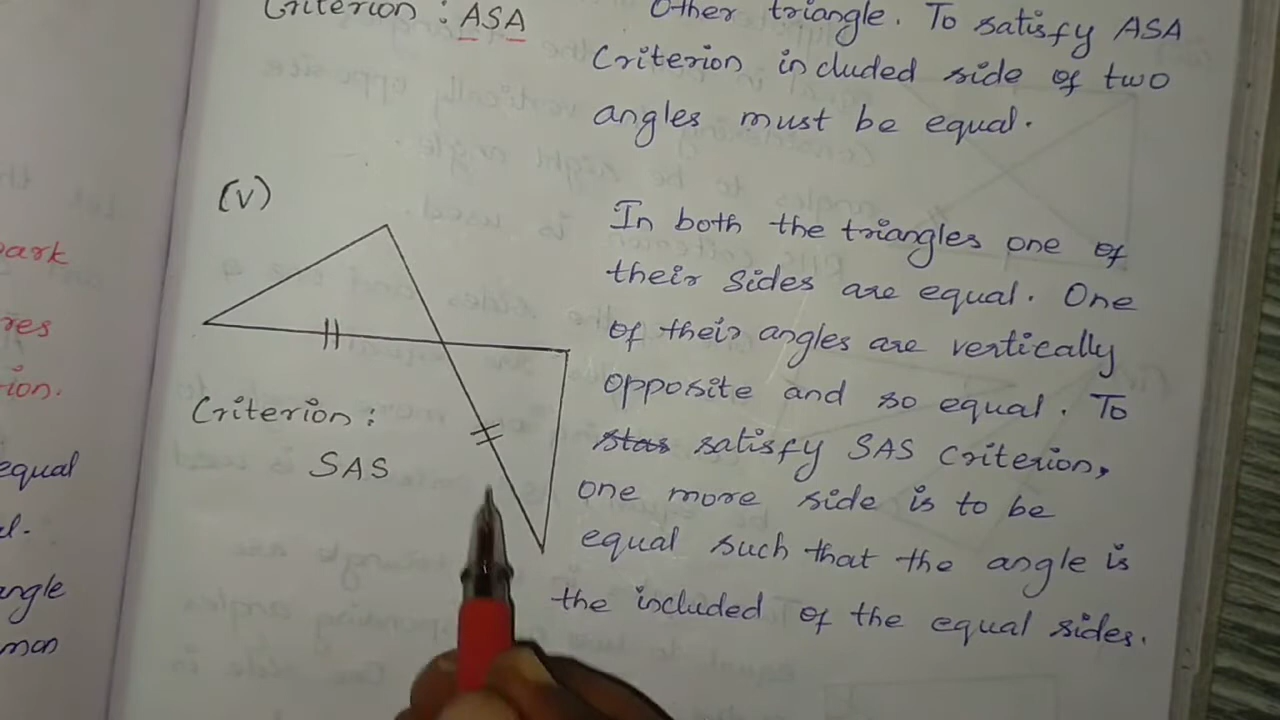 Criterion : ASA
Other triangle. To satisfy ASA
Criterion included side of two
angles must be equal.
(V)
In both the triangles one of
their sides are equal. One
of their angles are vertically
opposite and so equal. To
stas satisfy SAS Criterion,
one more side is to be
equal such that the angle is
the included of the equal sides.
Criterion :
SAS
equal
angle